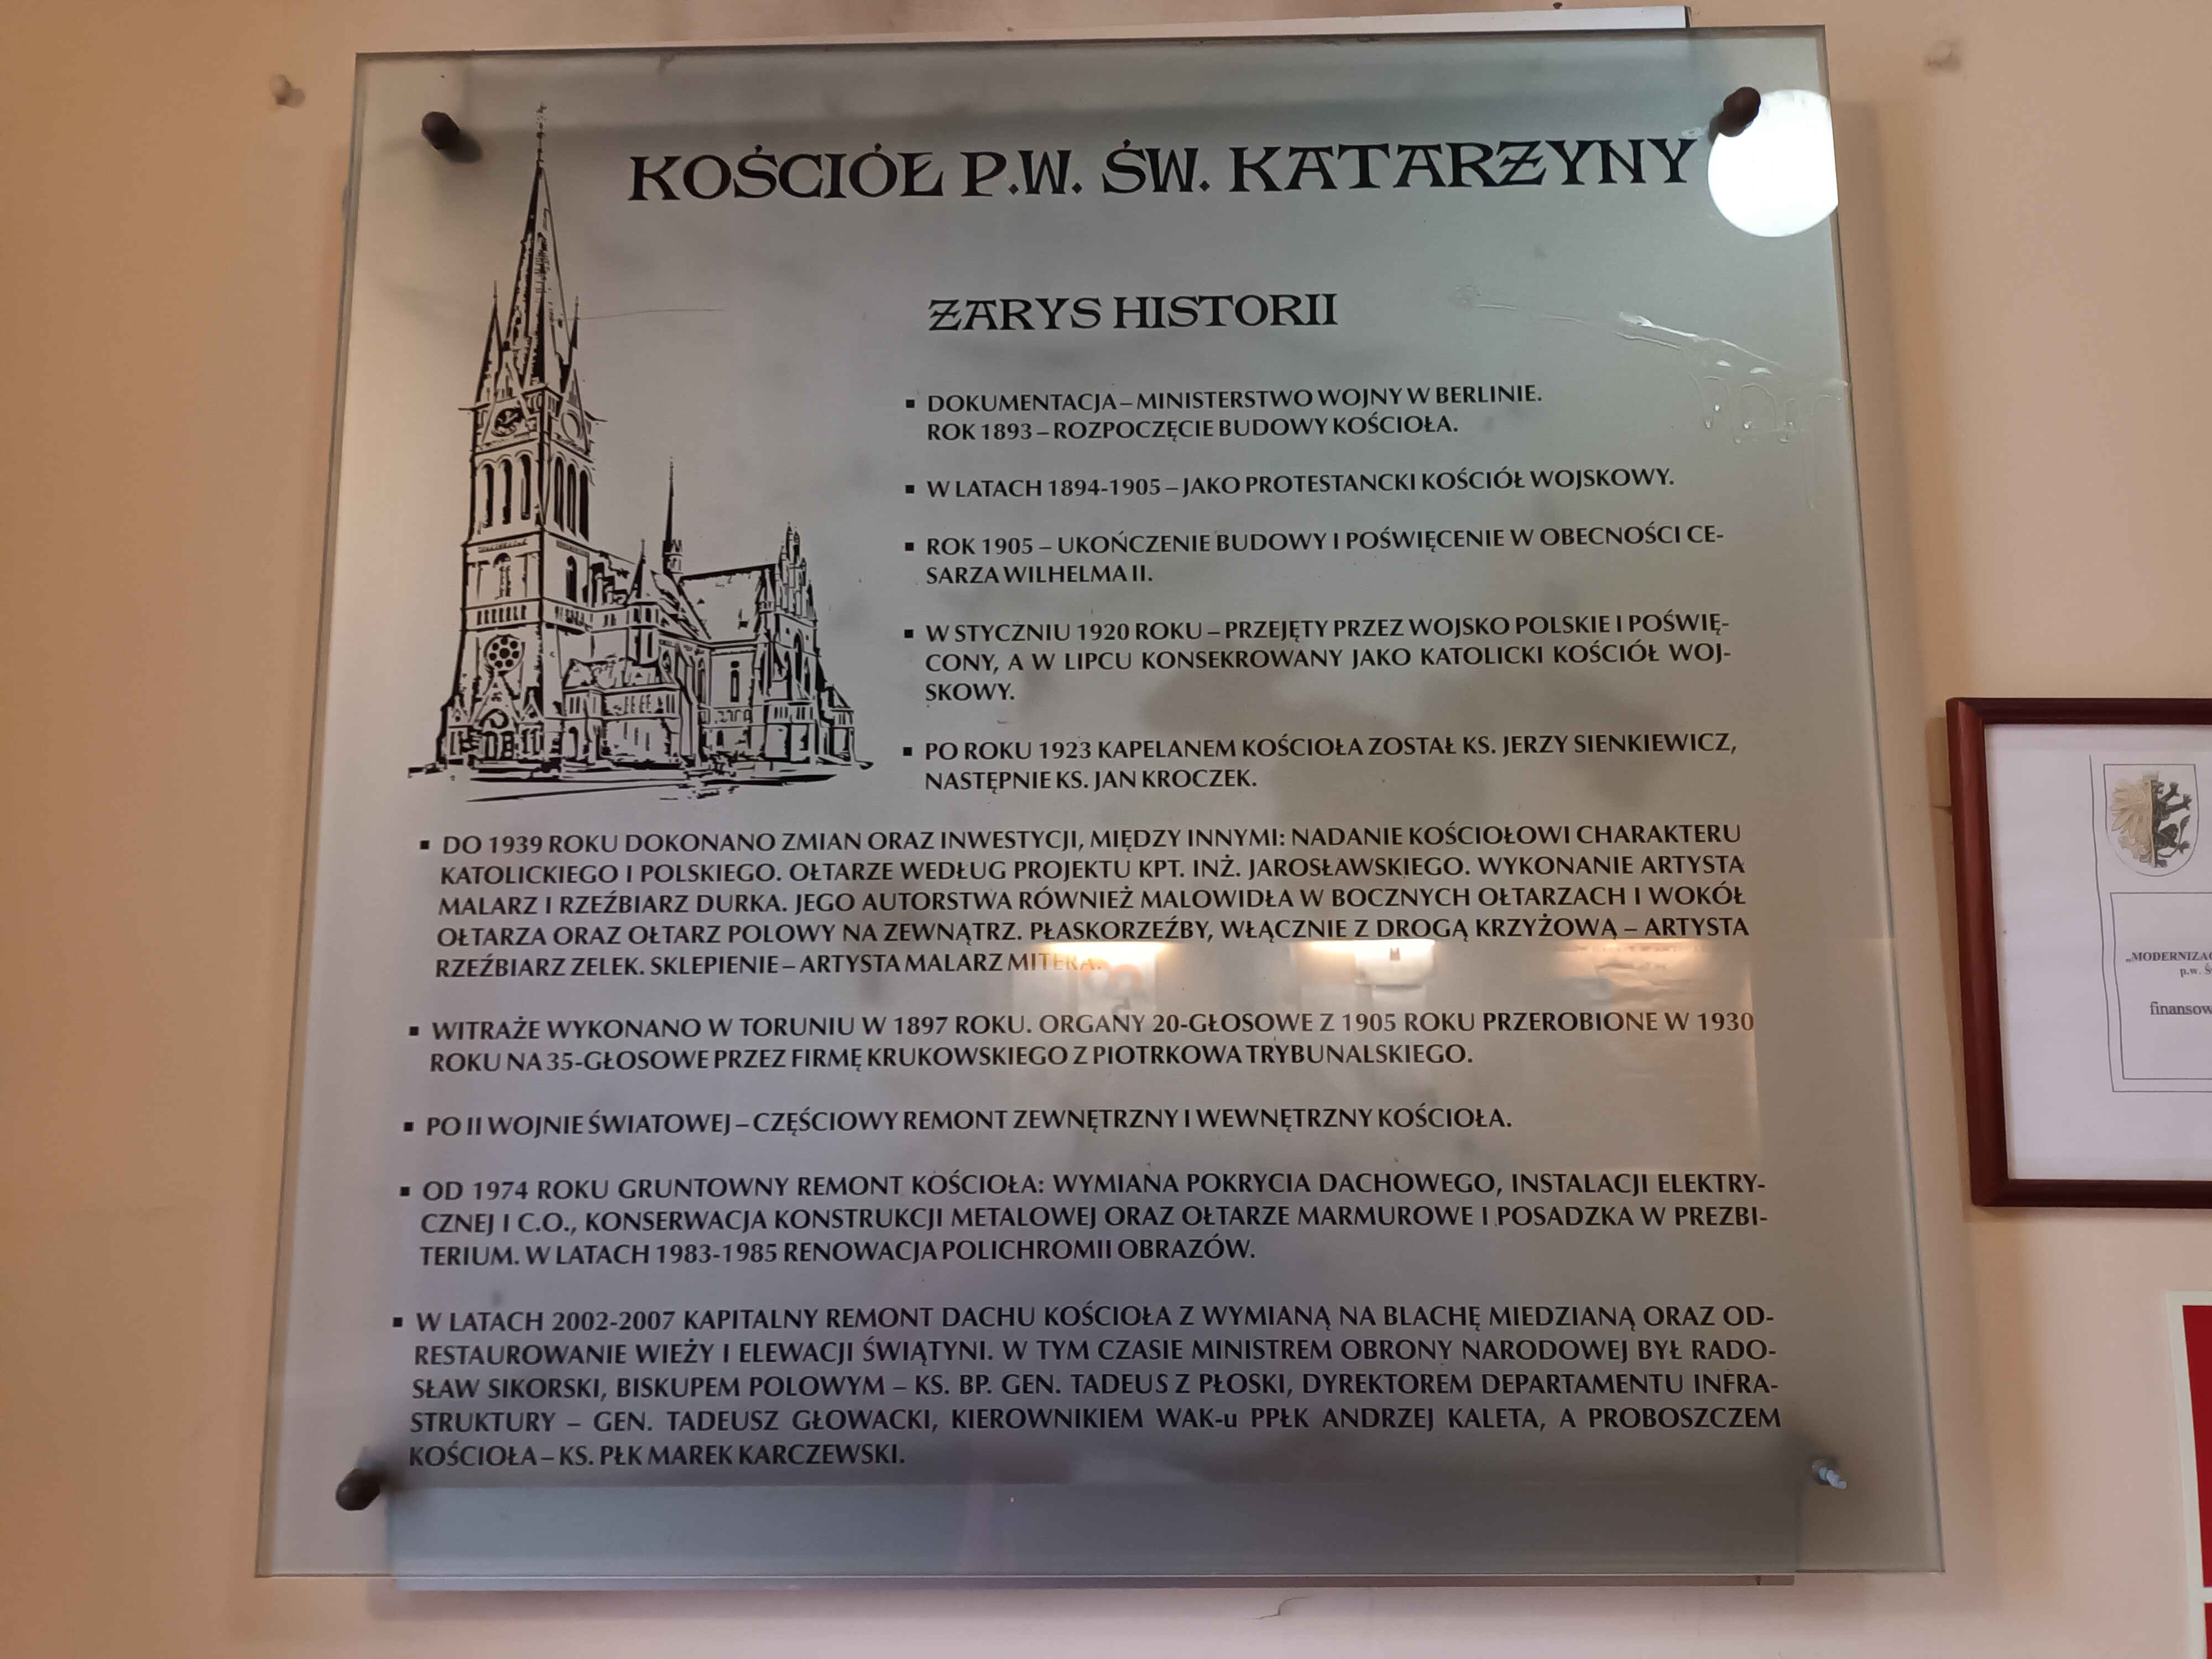 KOŚCIÓŁ P.W. ŚW. KATARZYNY
ZARYS HISTORII
▪ DOKUMENTACJA – MINISTERSTWO WOJNY W BERLINIE.
ROK 1893 – ROZPOCZĘCIE BUDOWY KOŚCIOŁA.
▪ W LATACH 1894-1905 – JAKO PROTESTANCKI KOŚCIÓŁ WOJSKOWY.
▪ ROK 1905 – UKOŃCZENIE BUDOWY I POŚWIĘCENIE W OBECNOŚCI CE-
SARZA WILHELMA II.
▪ W STYCZNIU 1920 ROKU – PRZEJĘTY PRZEZ WOJSKO POLSKIE I POŚWIĘ-
CONY, A W LIPCU KONSEKROWANY JAKO KATOLICKI KOŚCIÓŁ WOJ-
SKOWY.
▪ PO ROKU 1923 KAPELANEM KOŚCIOŁA ZOSTAŁ KS. JERZY SIENKIEWICZ,
NASTĘPNIE KS. JAN KROCZEK.
▪ DO 1939 ROKU DOKONANO ZMIAN ORAZ INWESTYCJI, MIĘDZY INNYMI: NADANIE KOŚCIOŁOWI CHARAKTERU
KATOLICKIEGO I POLSKIEGO. OŁTARZE WEDŁUG PROJEKTU KPT. INŻ. JAROSŁAWSKIEGO. WYKONANIE ARTYSTA
MALARZ I RZEŹBIARZ DURKA. JEGO AUTORSTWA RÓWNIEŻ MALOWIDŁA W BOCZNYCH OŁTARZACH I WOKÓŁ
OŁTARZA ORAZ OŁTARZ POLOWY NA ZEWNĄTRZ. PŁASKORZEŹBY, WŁĄCZNIE Z DROGĄ KRZYŻOWĄ – ARTYSTA
RZEŹBIARZ ZELEK. SKLEPIENIE – ARTYSTA MALARZ MITERA.
▪ WITRAŻE WYKONANO W TORUNIU W 1897 ROKU. ORGANY 20-GŁOSOWE Z 1905 ROKU PRZEROBIONE W 1930
ROKU NA 35-GŁOSOWE PRZEZ FIRMĘ KRUKOWSKIEGO Z PIOTRKOWA TRYBUNALSKIEGO.
▪ PO II WOJNIE ŚWIATOWEJ – CZĘŚCIOWY REMONT ZEWNĘTRZNY I WEWNĘTRZNY KOŚCIOŁA.
▪ OD 1974 ROKU GRUNTOWNY REMONT KOŚCIOŁA: WYMIANA POKRYCIA DACHOWEGO, INSTALACJI ELEKTRY-
CZNEJ I C.O., KONSERWACJA KONSTRUKCJI METALOWEJ ORAZ OŁTARZE MARMUROWE I POSADZKA W PREZBI-
TERIUM. W LATACH 1983-1985 RENOWACJA POLICHROMII OBRAZÓW.
▪ W LATACH 2002-2007 KAPITALNY REMONT DACHU KOŚCIOŁA Z WYMIANĄ NA BLACHĘ MIEDZIANĄ ORAZ OD-
RESTAUROWANIE WIEŻY I ELEWACJI ŚWIĄTYNI. W TYM CZASIE MINISTREM OBRONY NARODOWEJ BYŁ RADO-
SŁAW SIKORSKI, BISKUPEM POLOWYM – KS. BP. GEN. TADEUS Z PŁOSKI, DYREKTOREM DEPARTAMENTU INFRA-
STRUKTURY – GEN. TADEUSZ GŁOWACKI, KIEROWNIKIEM WAK-u PPŁK ANDRZEJ KALETA, A PROBOSZCZEM
KOŚCIOŁA – KS. PŁK MAREK KARCZEWSKI.
p.w.